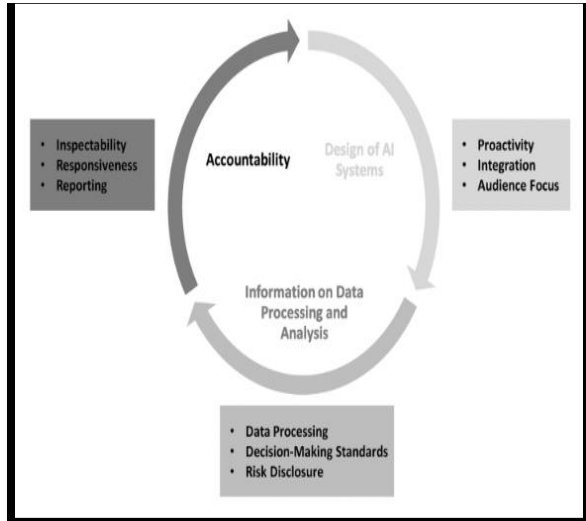 Accountability
Design of AI
Systems
Information on Data
Processing and
Analysis
• Inspectability
• Responsiveness
• Reporting
• Proactivity
• Integration
• Audience Focus
• Data Processing
• Decision-Making Standards
• Risk Disclosure